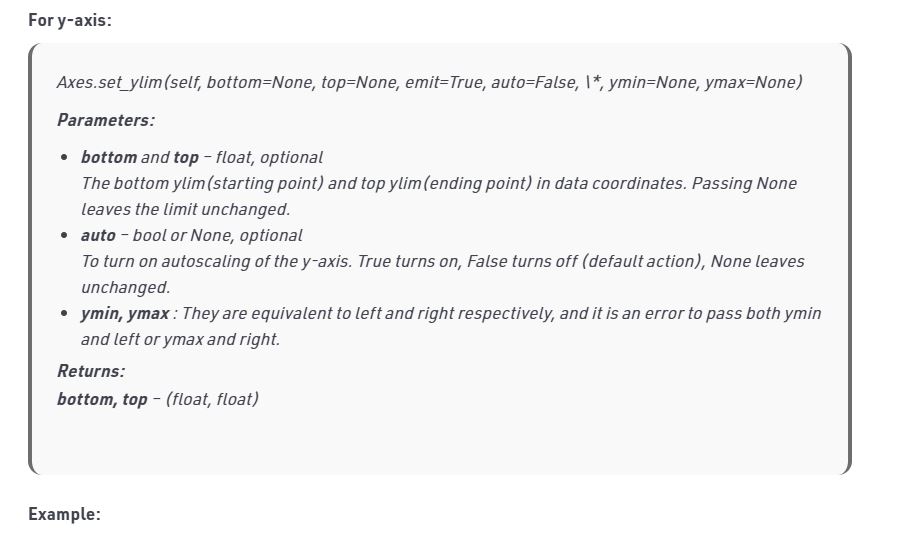 For y-axis:
Axes.set_ylim(self, bottom=None, top=None, emit=True, auto=False, \*, ymin=None, ymax=None)
Parameters:
• bottom and top – float, optional
The bottom ylim(starting point) and top ylim(ending point) in data coordinates. Passing None
leaves the limit unchanged.
• auto – bool or None, optional
To turn on autoscaling of the y-axis. True turns on, False turns off (default action), None leaves
unchanged.
• ymin, ymax : They are equivalent to left and right respectively, and it is an error to pass both ymin
and left or ymax and right.
Returns:
bottom, top – (float, float)
Example: